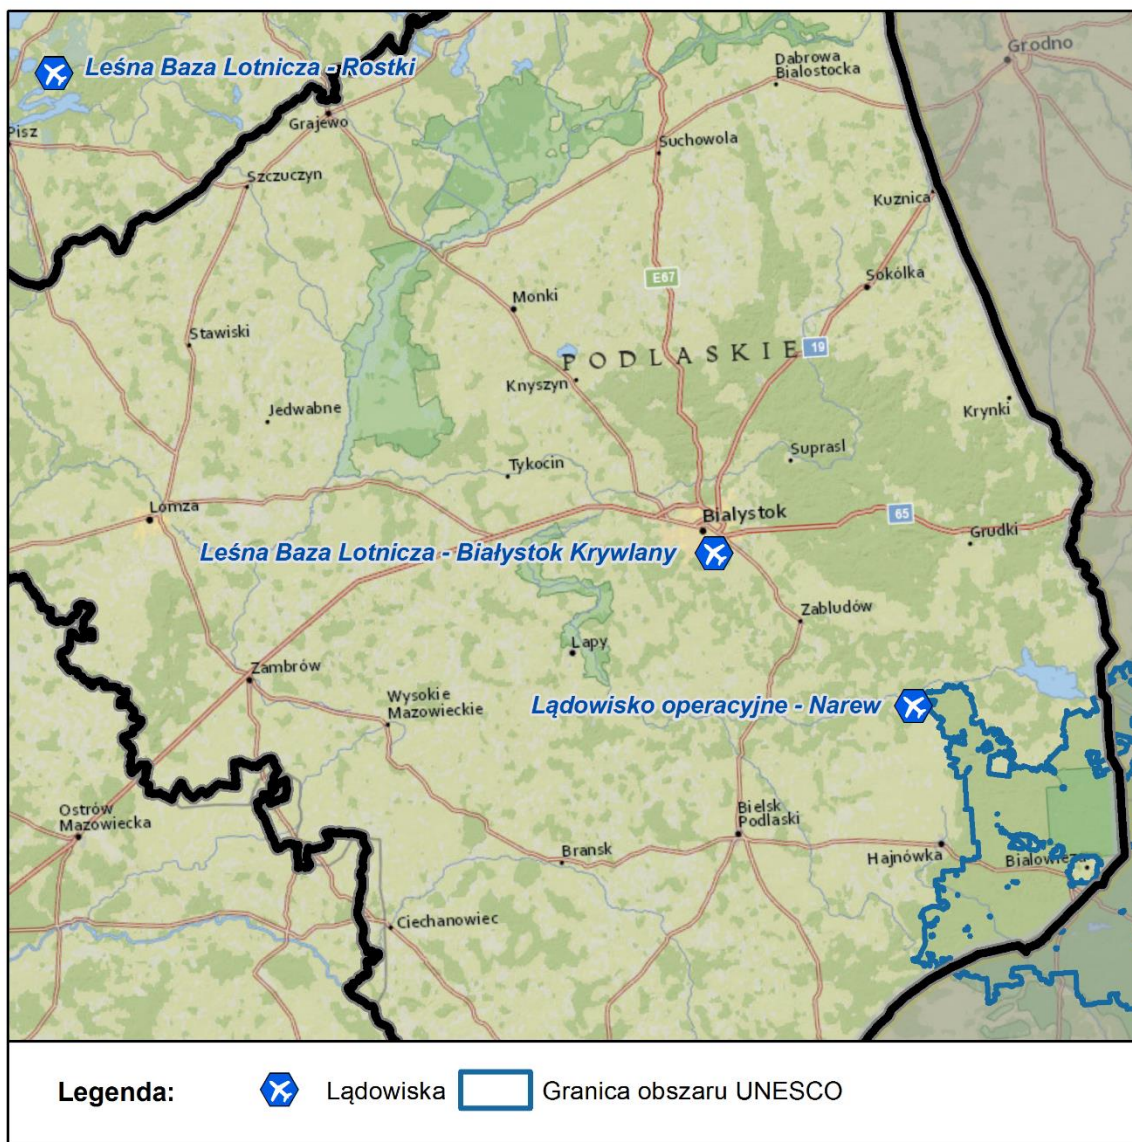 Grodno
Leśna Baza Lotnicza - Rostki
Dabrowa
Bialostocka
Pisz
Grajewo
Suchowola
Szczuczyn
Kuznica
E67
Sokólka
Monki
Stawiski
PODLASKIE
19
Knyszyn
Jedwabne
Krynki
Suprasl
Tykocin
Lomza
Bialystok
65
Grudki
Leśna Baza Lotnicza - Białystok Krywlany
Zabludów
Lapy
Zambrów
Wysokie
Mazowieckie
Lądowisko operacyjne - Narew
Ostrów
Mazowiecka
Bielsk
Podlaski
Bransk
Hajnówka
Bialowieza
Ciechanowiec
Legenda:
Lądowiska
Granica obszaru UNESCO